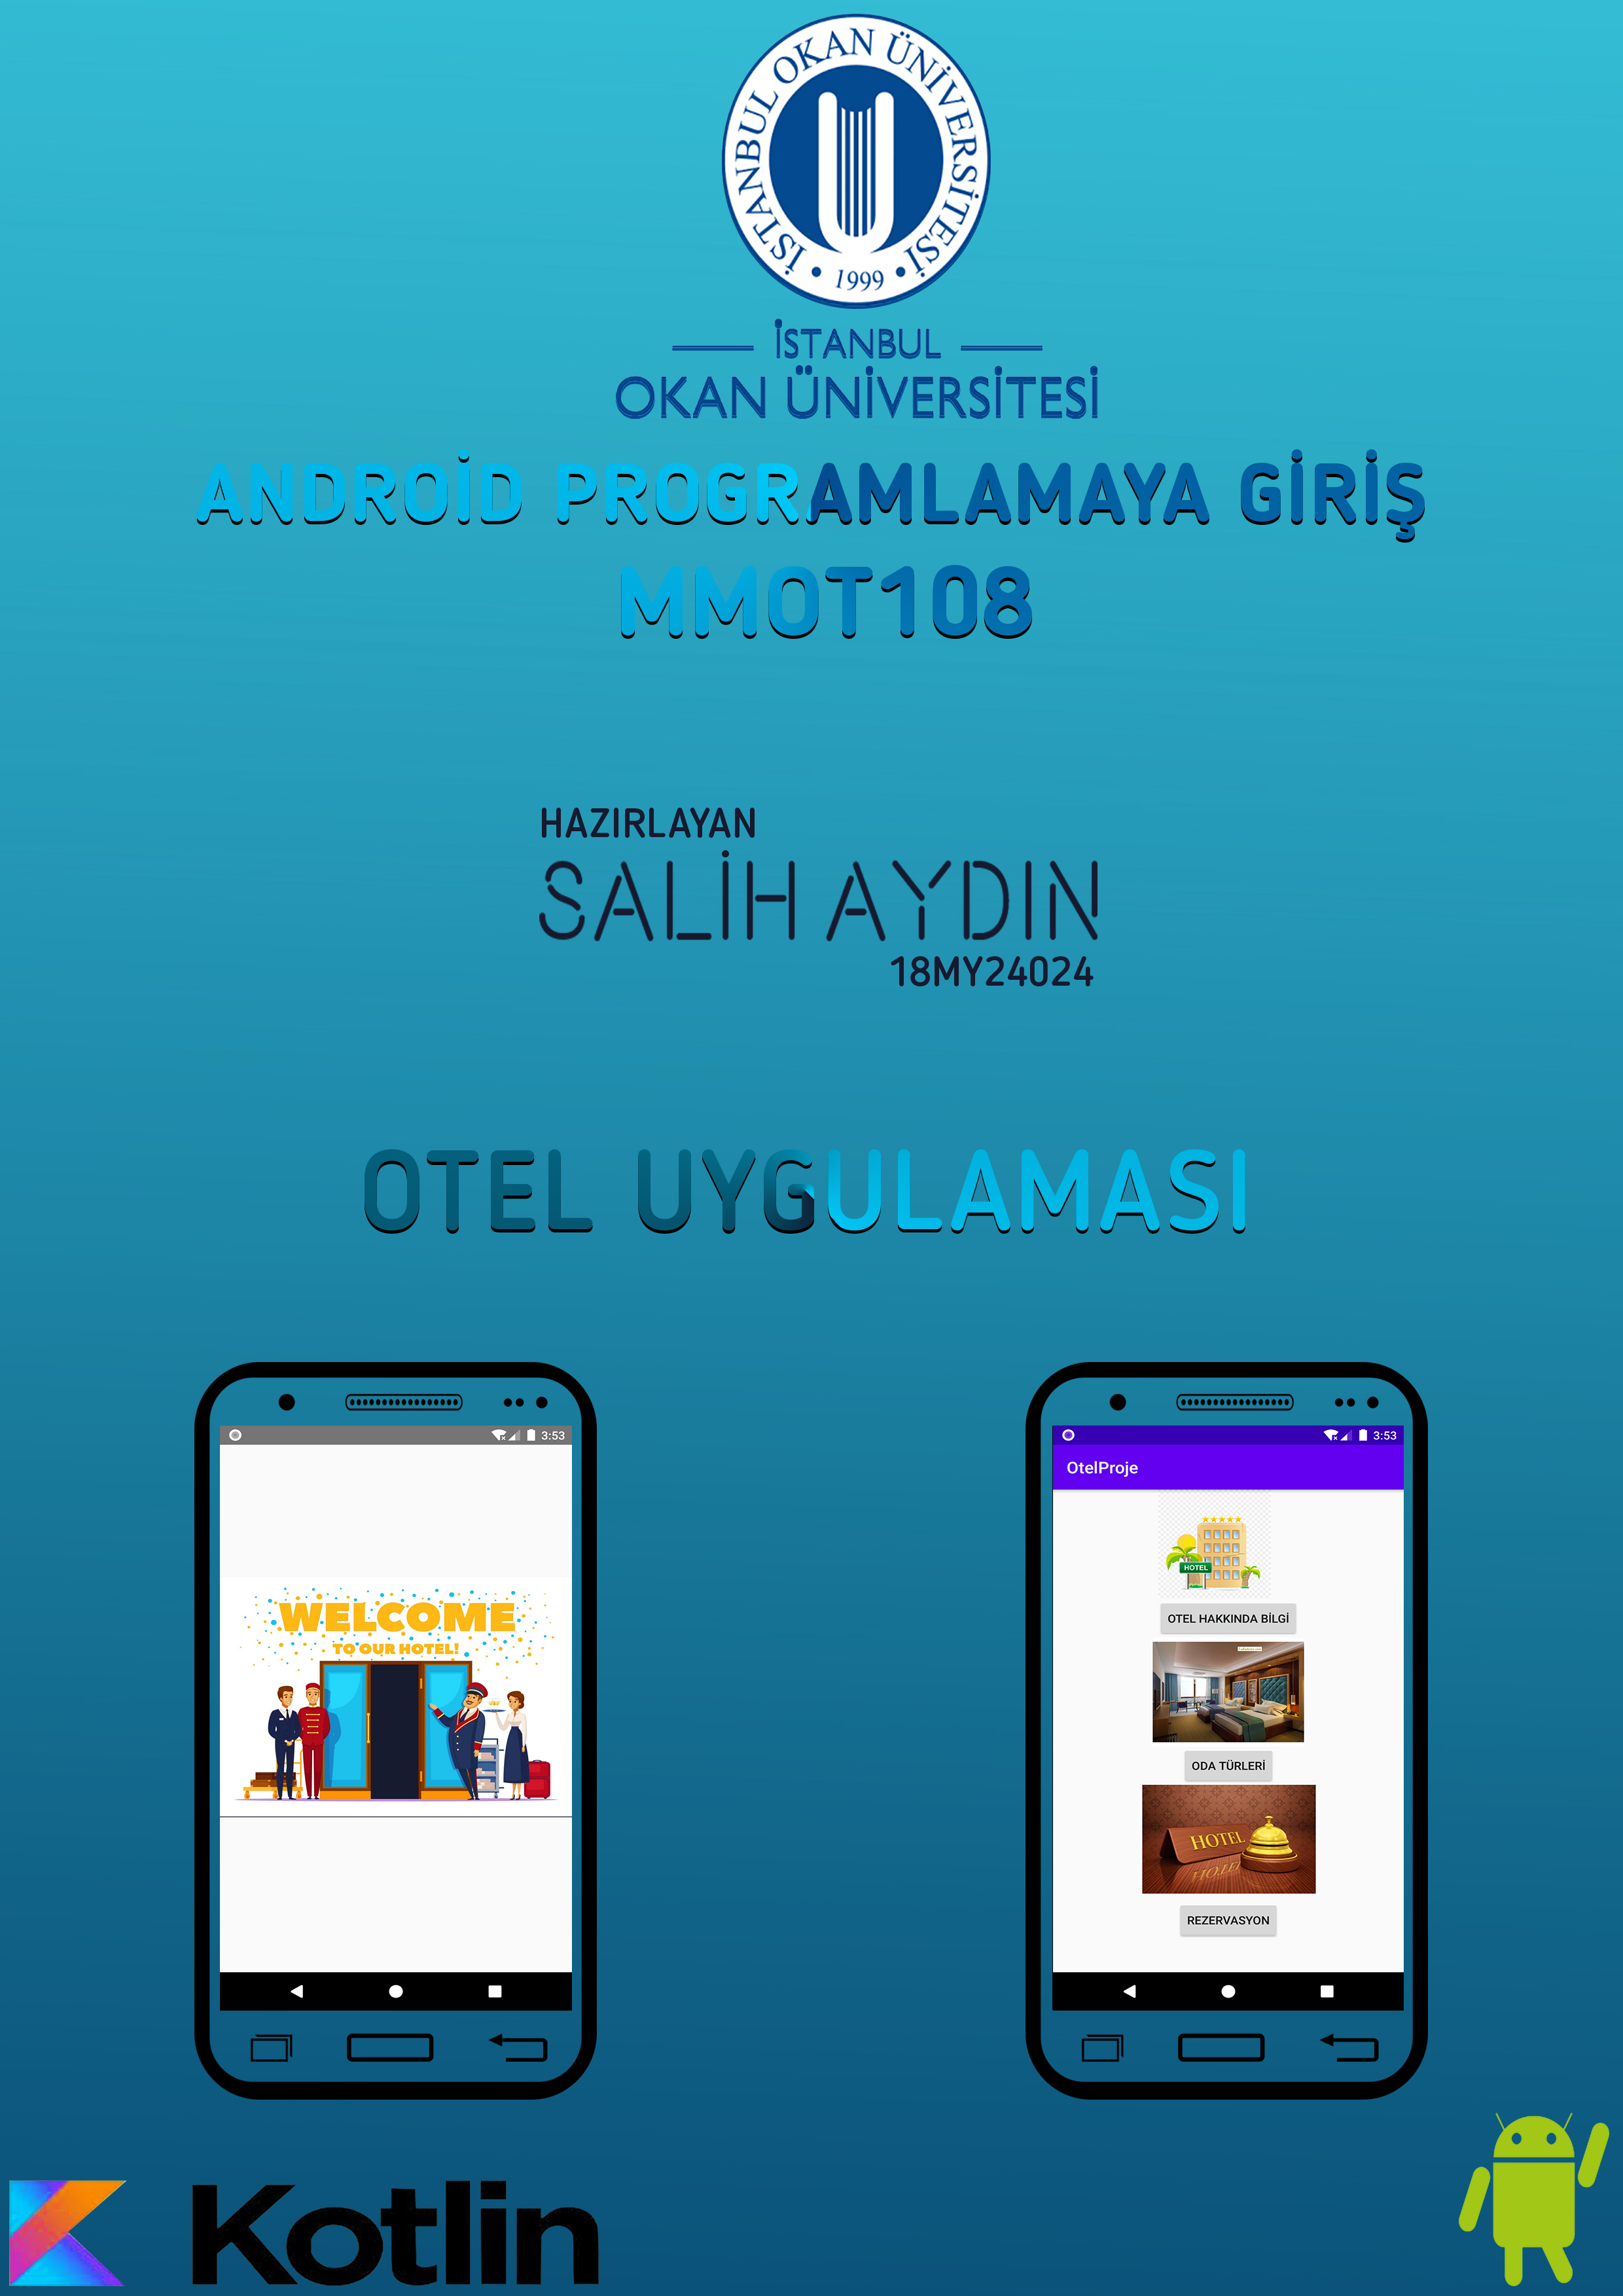 İSTANBUL OKAN ÜNİVERSİTESİ
1999
İSTANBUL
OKAN ÜNİVERSİTESİ
ANDROİD PROGRAMLAMAYA GİRİŞ
MMOT108
HAZIRLAYAN
SALİH AYDIN
18MY24024
OTEL UYGULAMASI
3:53
WELCOME
TO OUR HOTEL!
3:53
OtelProje
HOTEL
OTEL HAKKINDA BİLGİ
ODA TÜRLERİ
HOTEL
REZERVASYON
Kotlin